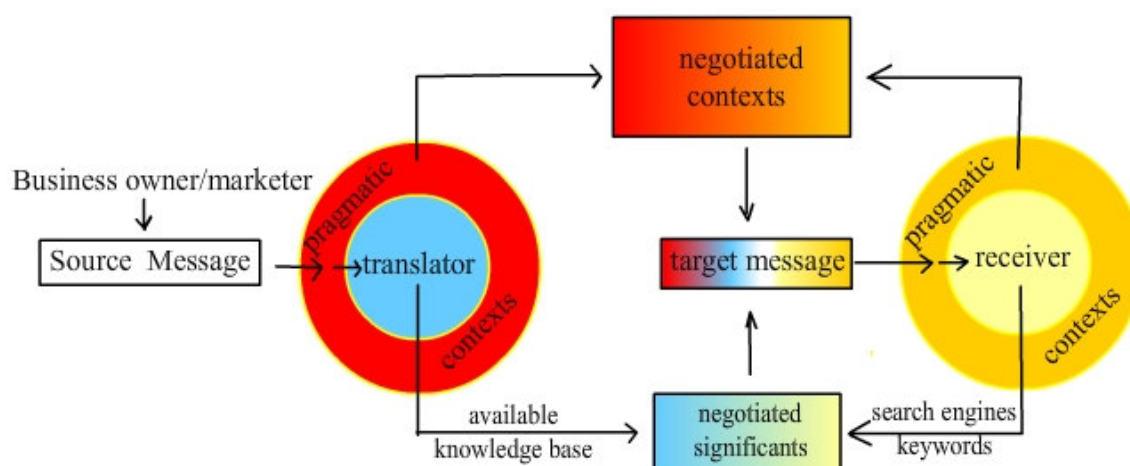 negotiated
contexts
Business owner/marketer
Source Message
pragmatic
translator
contexts
target message
pragmatic
receiver
contexts
available
knowledge base
negotiated
significants
search engines
keywords